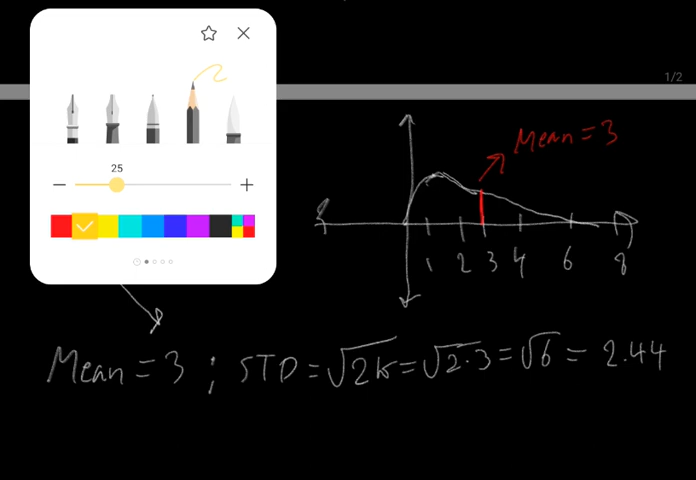 1/2
25
Mean = 3
1 2 3 4 6 8
Mean = 3 ; STD = √2k = √2·3 = √6 = 2.44